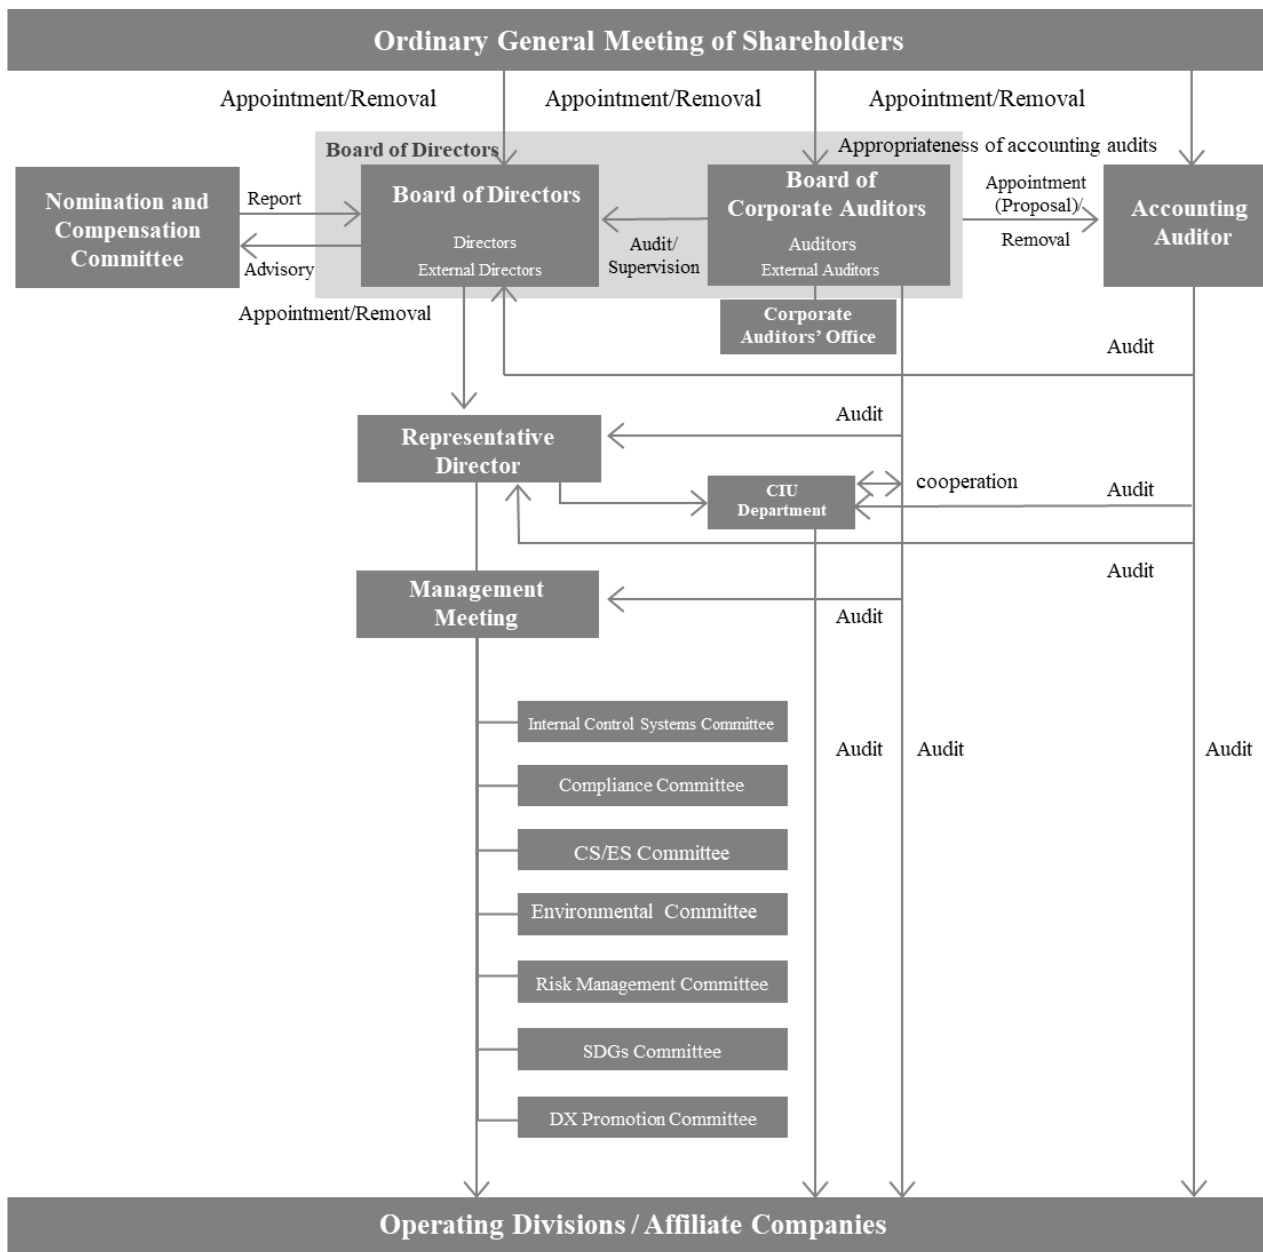 Ordinary General Meeting of Shareholders
Appointment/Removal
Appointment/Removal
Appointment/Removal
Board of Directors
Appropriateness of accounting audits
Nomination and
Compensation
Committee
Report
Advisory
Board of Directors
Directors
External Directors
Audit/
Supervision
Board of
Corporate Auditors
Auditors
External Auditors
Appointment
(Proposal)/
Removal
Accounting
Auditor
Appointment/Removal
Corporate
Auditors’ Office
Audit
Audit
Representative
Director
CIU
Department
cooperation
Audit
Audit
Management
Meeting
Audit
Internal Control Systems Committee
Audit
Audit
Audit
Compliance Committee
CS/ES Committee
Environmental Committee
Risk Management Committee
SDGs Committee
DX Promotion Committee
Operating Divisions / Affiliate Companies